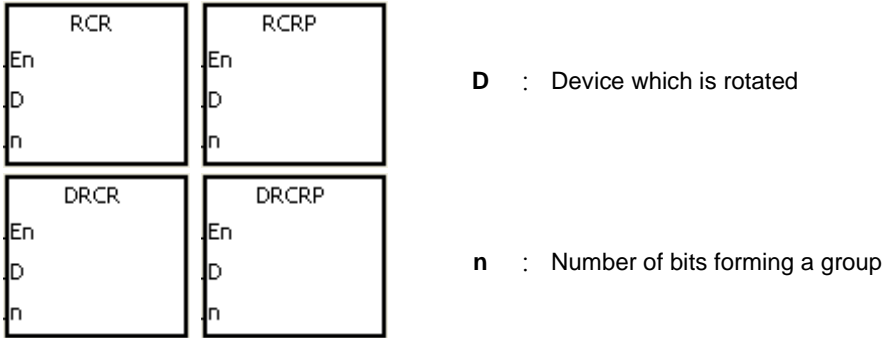 RCR
En
D
n
RCRP
En
D
n
D : Device which is rotated
DRCR
En
D
n
DRCRP
En
D
n
n : Number of bits forming a group